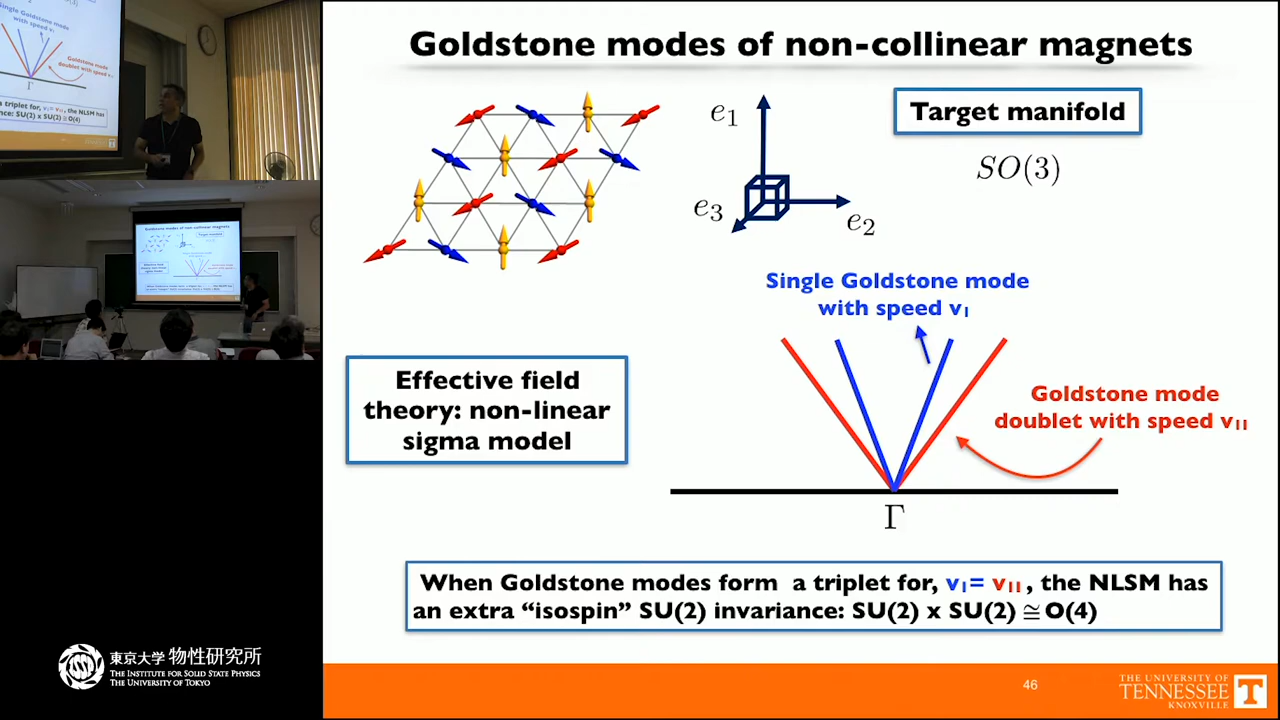 Goldstone modes of non-collinear magnets
Target manifold
SO(3)
e₁
e₂
e₃
Single Goldstone mode
with speed vI
Effective field
theory: non-linear
sigma model
Goldstone mode
doublet with speed vII
Γ
When Goldstone modes form a triplet for, vI= vII, the NLSM has
an extra “isospin” SU(2) invariance: SU(2) x SU(2) ≅ O(4)
46
THE UNIVERSITY OF
TENNESSEE
KNOXVILLE
T
東京大学 物性研究所
THE INSTITUTE FOR SOLID STATE PHYSICS
THE UNIVERSITY OF TOKYO